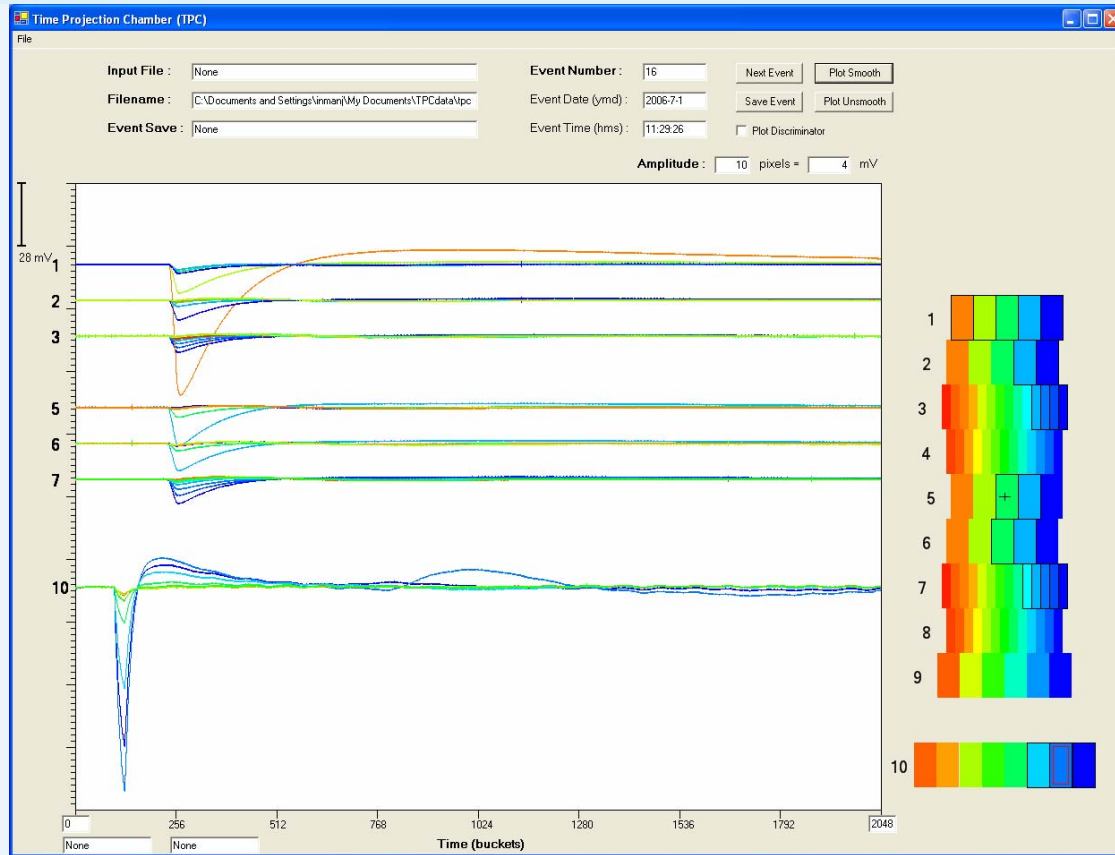 Time Projection Chamber (TPC)
File
Input File : None Event Number : 16 Next Event Plot Smooth
Filename : C:\Documents and Settings\inmanj\My Documents\TPCdata\tpc Event Date (ymd) : 2006-7-1 Save Event Plot Unsmooth
Event Save : None Event Time (hms) : 11:29:26 Plot Discriminator
Amplitude : 10 pixels = 4 mV
28 mV
1
2
3
5
6
7
10
0 256 512 768 1024 1280 1536 1792 2048
None None Time (buckets)
1
2
3
4
5
6
7
8
9
10